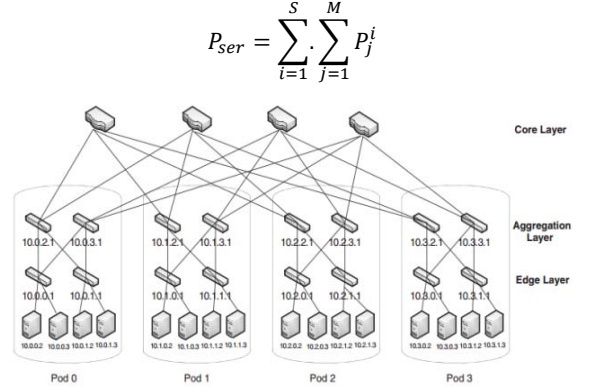 P_ser = ∑_{i=1}^{S} . ∑_{j=1}^{M} P_j^i
Core Layer
Aggregation
Layer
10.0.2.1 10.0.3.1 10.1.2.1 10.1.3.1 10.2.2.1 10.2.3.1 10.3.2.1 10.3.3.1
Edge Layer
10.0.0.1 10.0.1.1 10.1.0.1 10.1.1.1 10.2.0.1 10.2.1.1 10.3.0.1 10.3.1.1
10.0.0.2 10.0.0.3 10.0.1.2 10.0.1.3 10.1.0.2 10.1.0.3 10.1.1.2 10.1.1.3 10.2.0.2 10.2.0.3 10.2.1.2 10.2.1.3 10.3.0.2 10.3.0.3 10.3.1.2 10.3.1.3
Pod 0 Pod 1 Pod 2 Pod 3